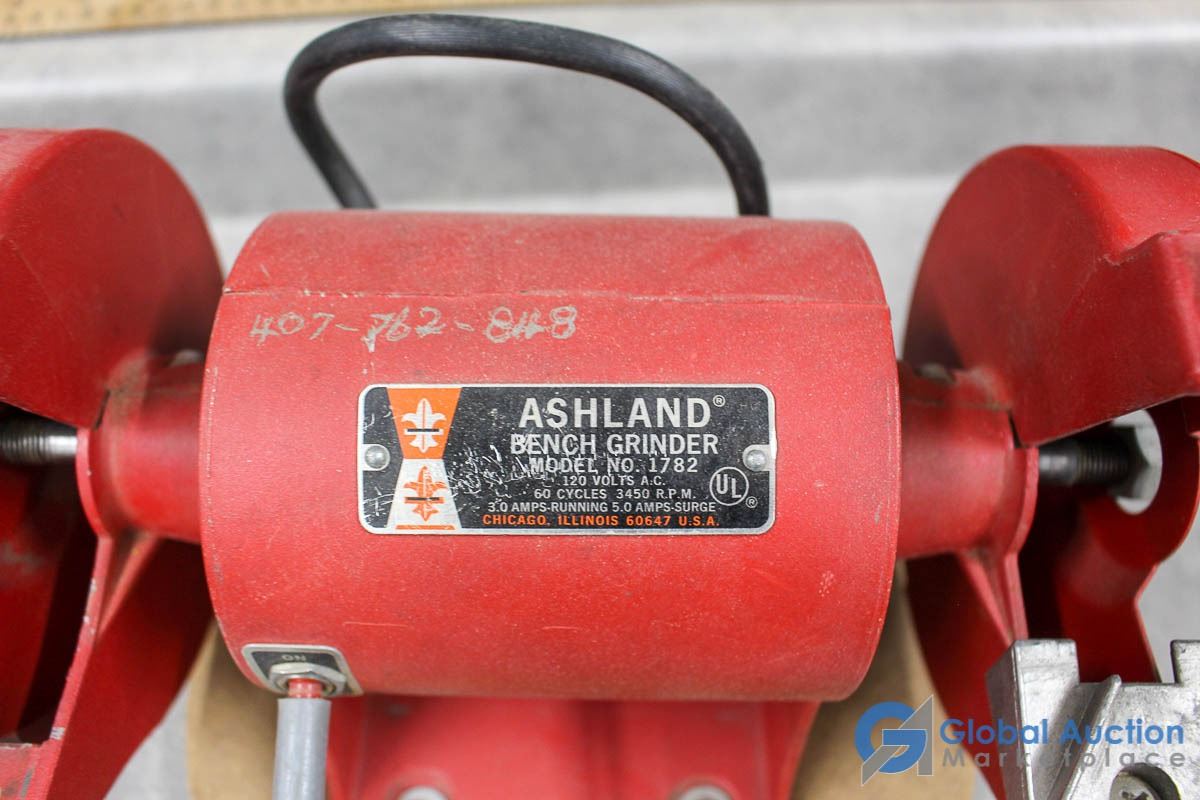 407-762-848
ASHLAND®
BENCH GRINDER
MODEL NO. 1782
120 VOLTS A.C.
60 CYCLES 3450 R.P.M.
3.0 AMPS-RUNNING 5.0 AMPS-SURGE
CHICAGO, ILLINOIS 60647 U.S.A.
UL®
ON
Global Auction
Marketplace